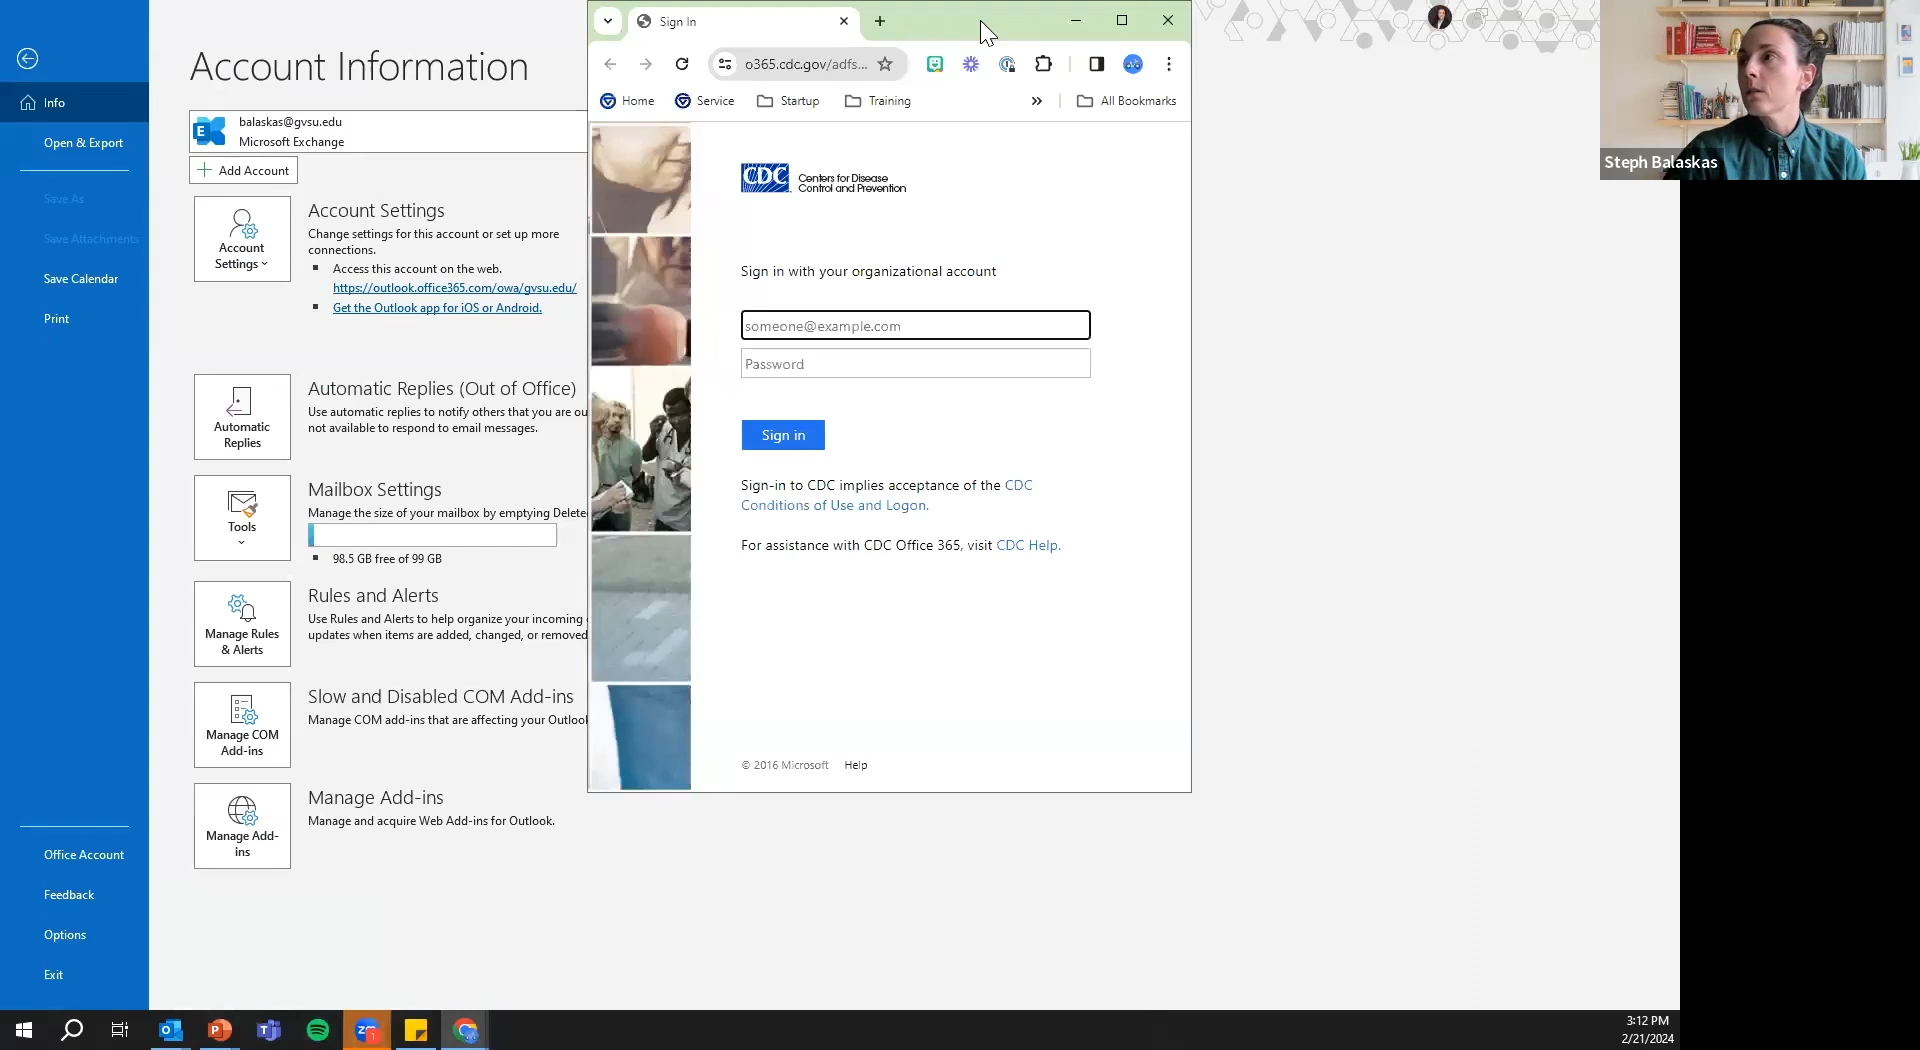 Info
Open & Export
Save As
Save Attachments
Save Calendar
Print
Office Account
Feedback
Options
Exit
Account Information
E
balaskas@gvsu.edu
Microsoft Exchange
Add Account
Account
Settings
Account Settings
Change settings for this account or set up more
connections.
Access this account on the web.
https://outlook.office365.com/owa/gvsu.edu/
Get the Outlook app for iOS or Android.
Automatic
Replies
Automatic Replies (Out of Office)
Use automatic replies to notify others that you are ou
not available to respond to email messages.
Tools
Mailbox Settings
Manage the size of your mailbox by emptying Delete
98.5 GB free of 99 GB
Manage Rules
& Alerts
Rules and Alerts
Use Rules and Alerts to help organize your incoming
updates when items are added, changed, or removed
Manage COM
Add-ins
Slow and Disabled COM Add-ins
Manage COM add-ins that are affecting your Outlook
Manage Add-
ins
Manage Add-ins
Manage and acquire Web Add-ins for Outlook.
Sign In
o365.cdc.gov/adfs...
Home Service Startup Training All Bookmarks
CDC
Centers for Disease
Control and Prevention
Sign in with your organizational account
someone@example.com
Password
Sign in
Sign-in to CDC implies acceptance of the CDC
Conditions of Use and Logon.
For assistance with CDC Office 365, visit CDC Help.
© 2016 Microsoft Help
Steph Balaskas
3:12 PM
2/21/2024